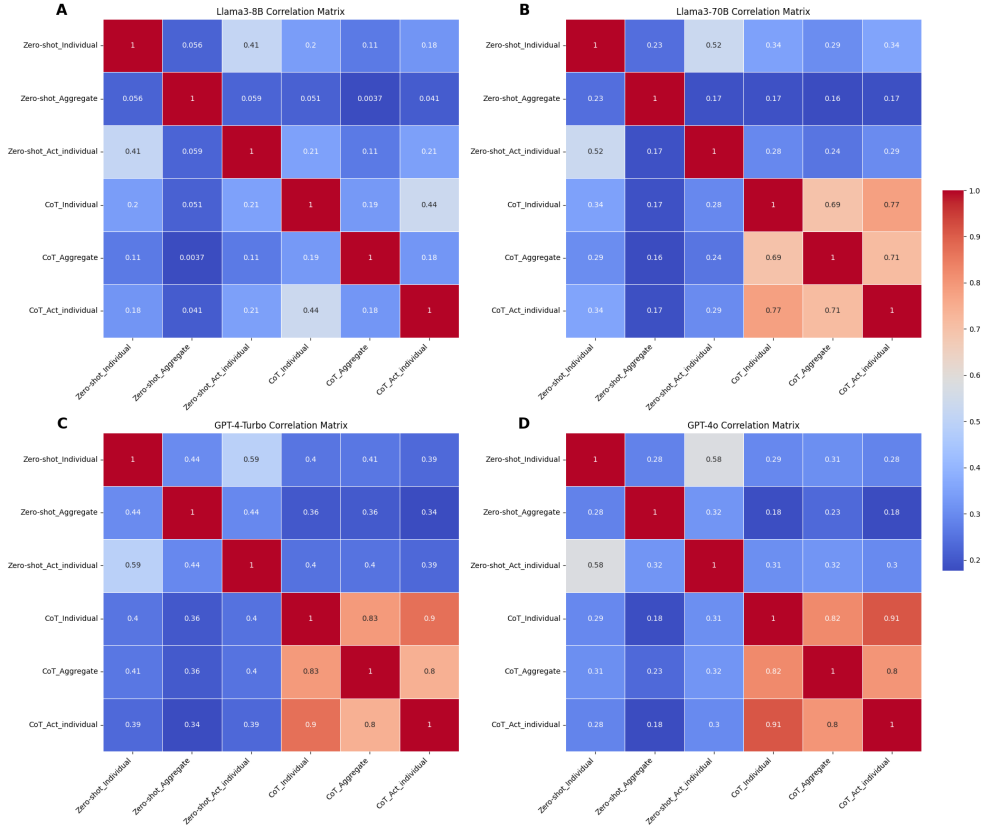 A
Llama3-8B Correlation Matrix
Zero-shot_Individual 1 0.056 0.41 0.2 0.11 0.18
Zero-shot_Aggregate 0.056 1 0.059 0.051 0.0037 0.041
Zero-shot_Act_individual 0.41 0.059 1 0.21 0.11 0.21
CoT_Individual 0.2 0.051 0.21 1 0.19 0.44
CoT_Aggregate 0.11 0.0037 0.11 0.19 1 0.18
CoT_Act_individual 0.18 0.041 0.21 0.44 0.18 1
Zero-shot_Individual Zero-shot_Aggregate Zero-shot_Act_individual CoT_Individual CoT_Aggregate CoT_Act_individual
B
Llama3-70B Correlation Matrix
Zero-shot_Individual 1 0.23 0.52 0.34 0.29 0.34
Zero-shot_Aggregate 0.23 1 0.17 0.17 0.16 0.17
Zero-shot_Act_individual 0.52 0.17 1 0.28 0.24 0.29
CoT_Individual 0.34 0.17 0.28 1 0.69 0.77
CoT_Aggregate 0.29 0.16 0.24 0.69 1 0.71
CoT_Act_individual 0.34 0.17 0.29 0.77 0.71 1
Zero-shot_Individual Zero-shot_Aggregate Zero-shot_Act_individual CoT_Individual CoT_Aggregate CoT_Act_individual
C
GPT-4-Turbo Correlation Matrix
Zero-shot_Individual 1 0.44 0.59 0.4 0.41 0.39
Zero-shot_Aggregate 0.44 1 0.44 0.36 0.36 0.34
Zero-shot_Act_individual 0.59 0.44 1 0.4 0.4 0.39
CoT_Individual 0.4 0.36 0.4 1 0.83 0.9
CoT_Aggregate 0.41 0.36 0.4 0.83 1 0.8
CoT_Act_individual 0.39 0.34 0.39 0.9 0.8 1
Zero-shot_Individual Zero-shot_Aggregate Zero-shot_Act_individual CoT_Individual CoT_Aggregate CoT_Act_individual
D
GPT-4o Correlation Matrix
Zero-shot_Individual 1 0.28 0.58 0.29 0.31 0.28
Zero-shot_Aggregate 0.28 1 0.32 0.18 0.23 0.18
Zero-shot_Act_individual 0.58 0.32 1 0.31 0.32 0.3
CoT_Individual 0.29 0.18 0.31 1 0.82 0.91
CoT_Aggregate 0.31 0.23 0.32 0.82 1 0.8
CoT_Act_individual 0.28 0.18 0.3 0.91 0.8 1
Zero-shot_Individual Zero-shot_Aggregate Zero-shot_Act_individual CoT_Individual CoT_Aggregate CoT_Act_individual
1.0
0.9
0.8
0.7
0.6
0.5
0.4
0.3
0.2